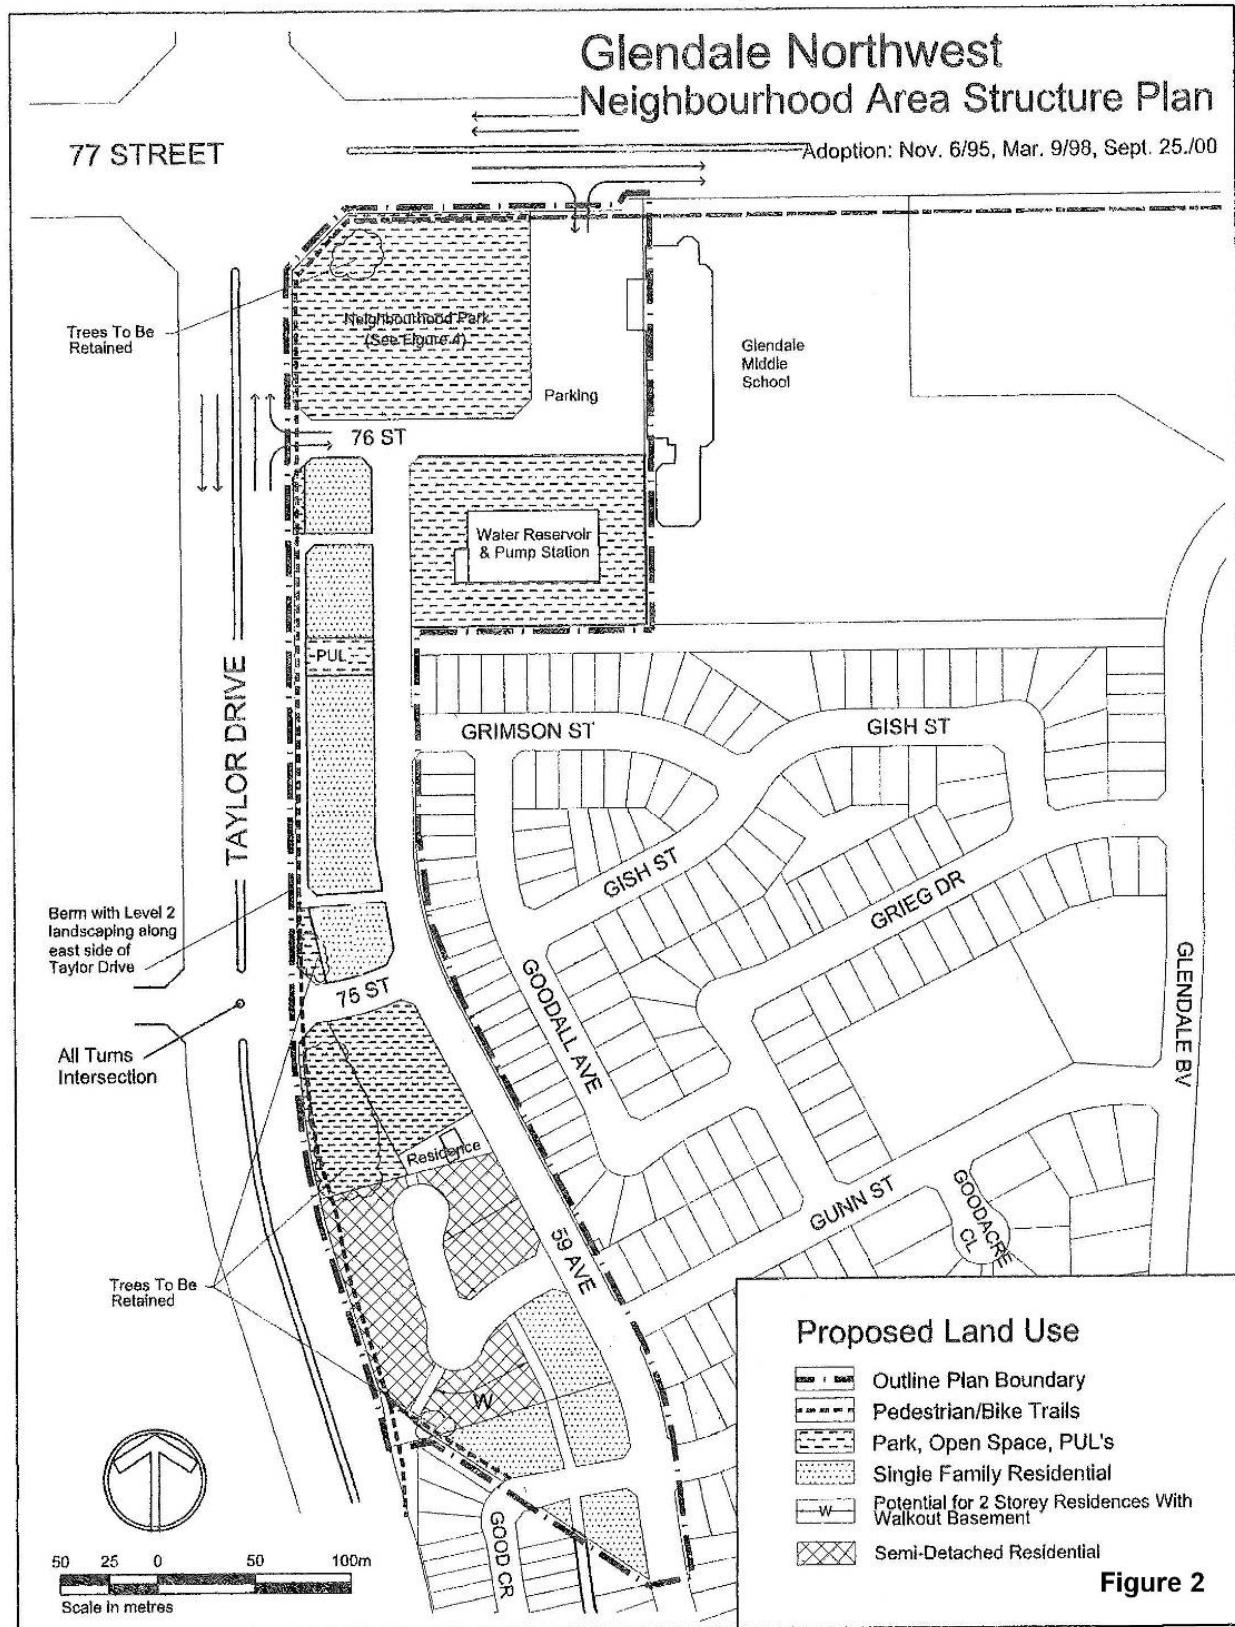 Glendale Northwest
Neighbourhood Area Structure Plan
77 STREET
Adoption: Nov. 6/95, Mar. 9/98, Sept. 25./00
Trees To Be
Retained
Neighbourhood Park
(See Figure 4)
Glendale
Middle
School
Parking
76 ST
Water Reservoir
& Pump Station
PUL
TAYLOR DRIVE
GRIMSON ST
GISH ST
GISH ST
GRIEG DR
Berm with Level 2
landscaping along
east side of
Taylor Drive
75 ST
GOODALL AVE
GLENDALE BV
All Turns
Intersection
Residence
GUNN ST
GOODACRE
CL
59 AVE
Trees To Be
Retained
W
GOOD CR
Proposed Land Use
Outline Plan Boundary
Pedestrian/Bike Trails
Park, Open Space, PUL's
Single Family Residential
W
Potential for 2 Storey Residences With
Walkout Basement
Semi-Detached Residential
Figure 2
50 25 0 50 100m
Scale in metres